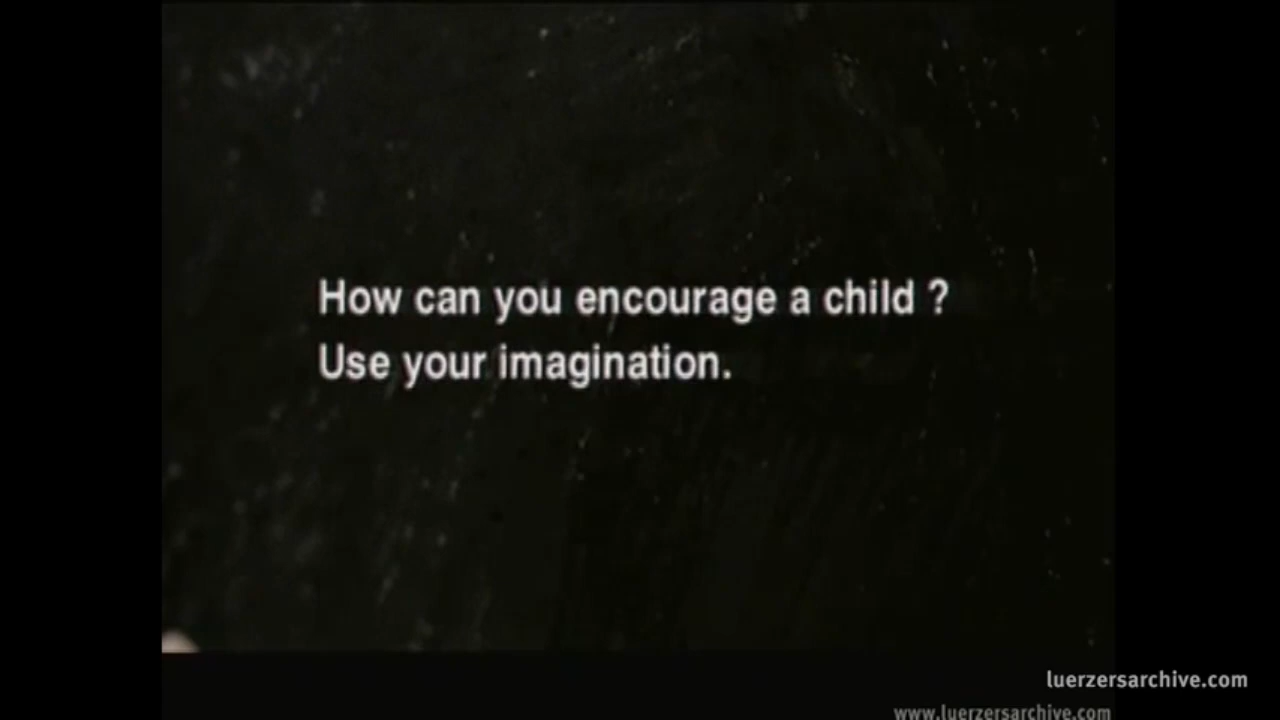 How can you encourage a child ?
Use your imagination.
luerzersarchive.com
www.luerzersarchive.com